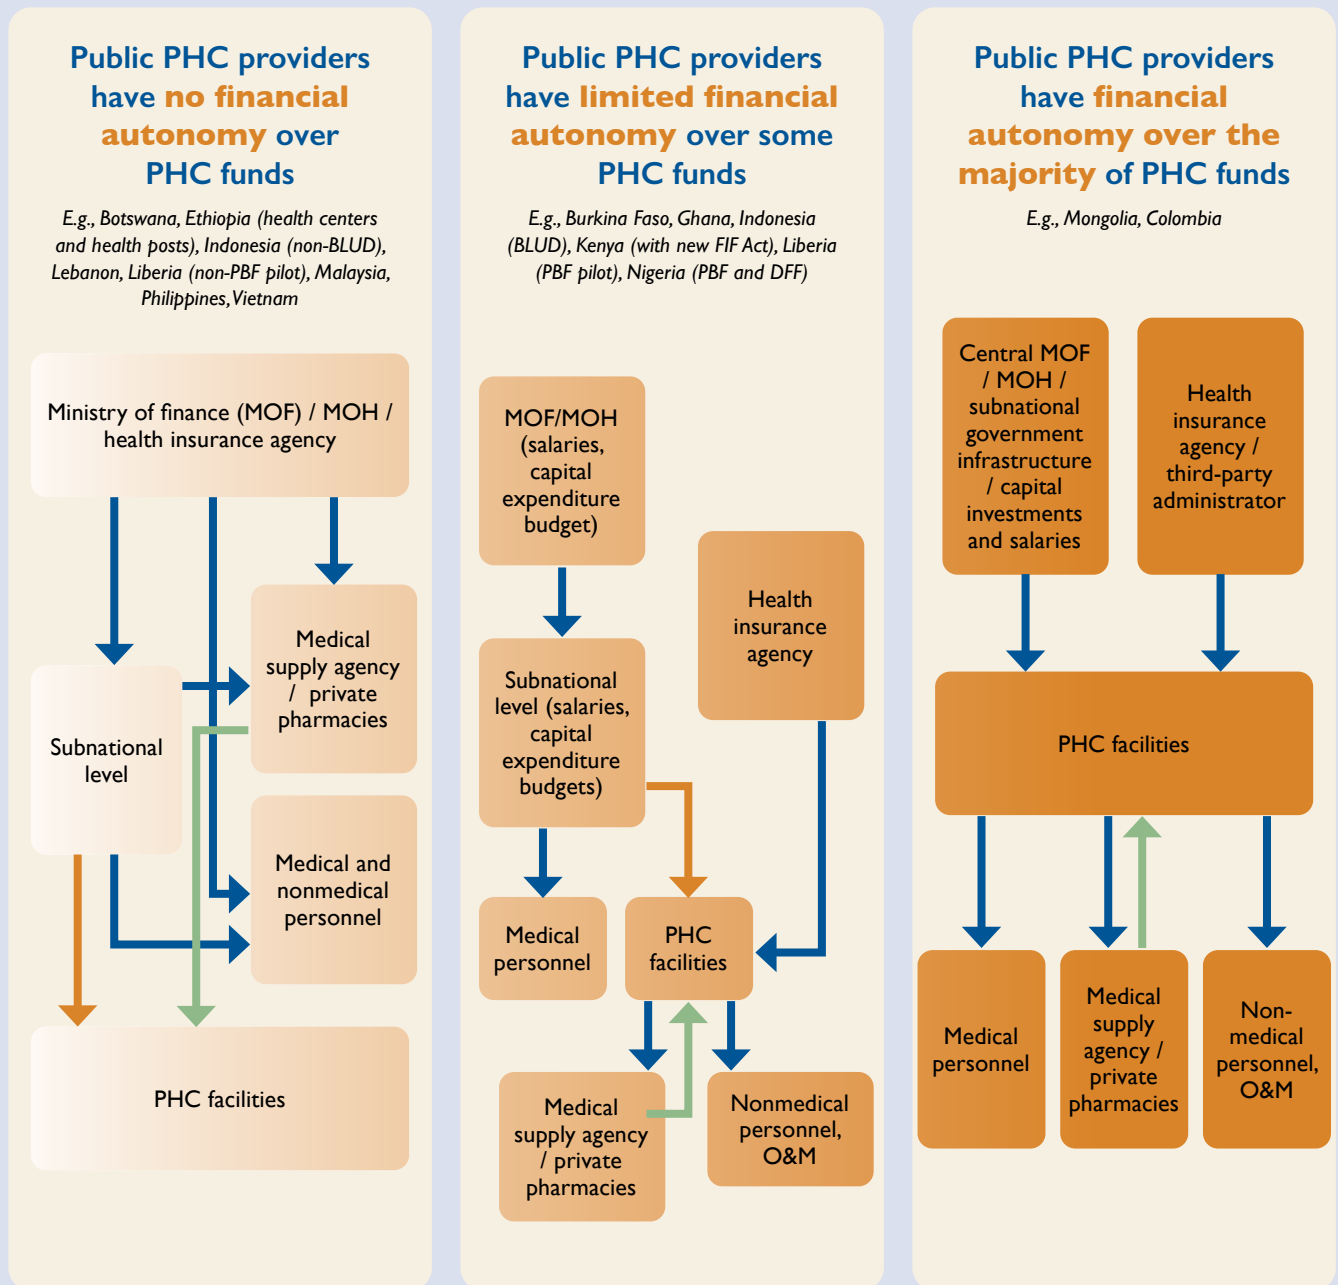 Public PHC providers
have no financial
autonomy over
PHC funds
E.g., Botswana, Ethiopia (health centers
and health posts), Indonesia (non-BLUD),
Lebanon, Liberia (non-PBF pilot), Malaysia,
Philippines, Vietnam
Ministry of finance (MOF) / MOH /
health insurance agency
Medical
supply agency
/ private
pharmacies
Subnational
level
Medical and
nonmedical
personnel
PHC facilities
Public PHC providers
have limited financial
autonomy over some
PHC funds
E.g., Burkina Faso, Ghana, Indonesia
(BLUD), Kenya (with new FIF Act), Liberia
(PBF pilot), Nigeria (PBF and DFF)
MOF/MOH
(salaries,
capital
expenditure
budget)
Health
insurance
agency
Subnational
level (salaries,
capital
expenditure
budgets)
Medical
personnel
PHC
facilities
Medical
supply agency
/ private
pharmacies
Nonmedical
personnel,
O&M
Public PHC providers
have financial
autonomy over the
majority of PHC funds
E.g., Mongolia, Colombia
Central MOF
/ MOH /
subnational
government
infrastructure
/ capital
investments
and salaries
Health
insurance
agency /
third-party
administrator
PHC facilities
Medical
personnel
Medical
supply
agency /
private
pharmacies
Non-
medical
personnel,
O&M